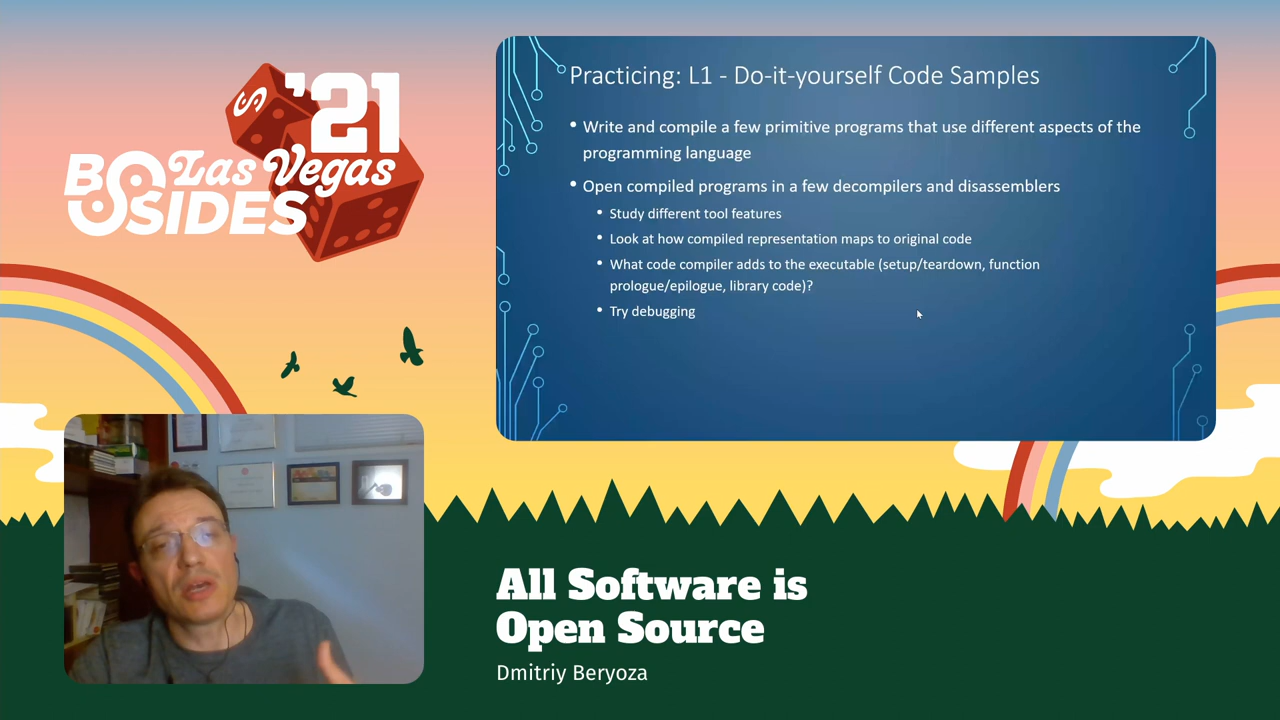 '21
BSIDES
Las Vegas
Practicing: L1 - Do-it-yourself Code Samples
• Write and compile a few primitive programs that use different aspects of the
programming language
• Open compiled programs in a few decompilers and disassemblers
• Study different tool features
• Look at how compiled representation maps to original code
• What code compiler adds to the executable (setup/teardown, function
prologue/epilogue, library code)?
• Try debugging
All Software is
Open Source
Dmitriy Beryoza